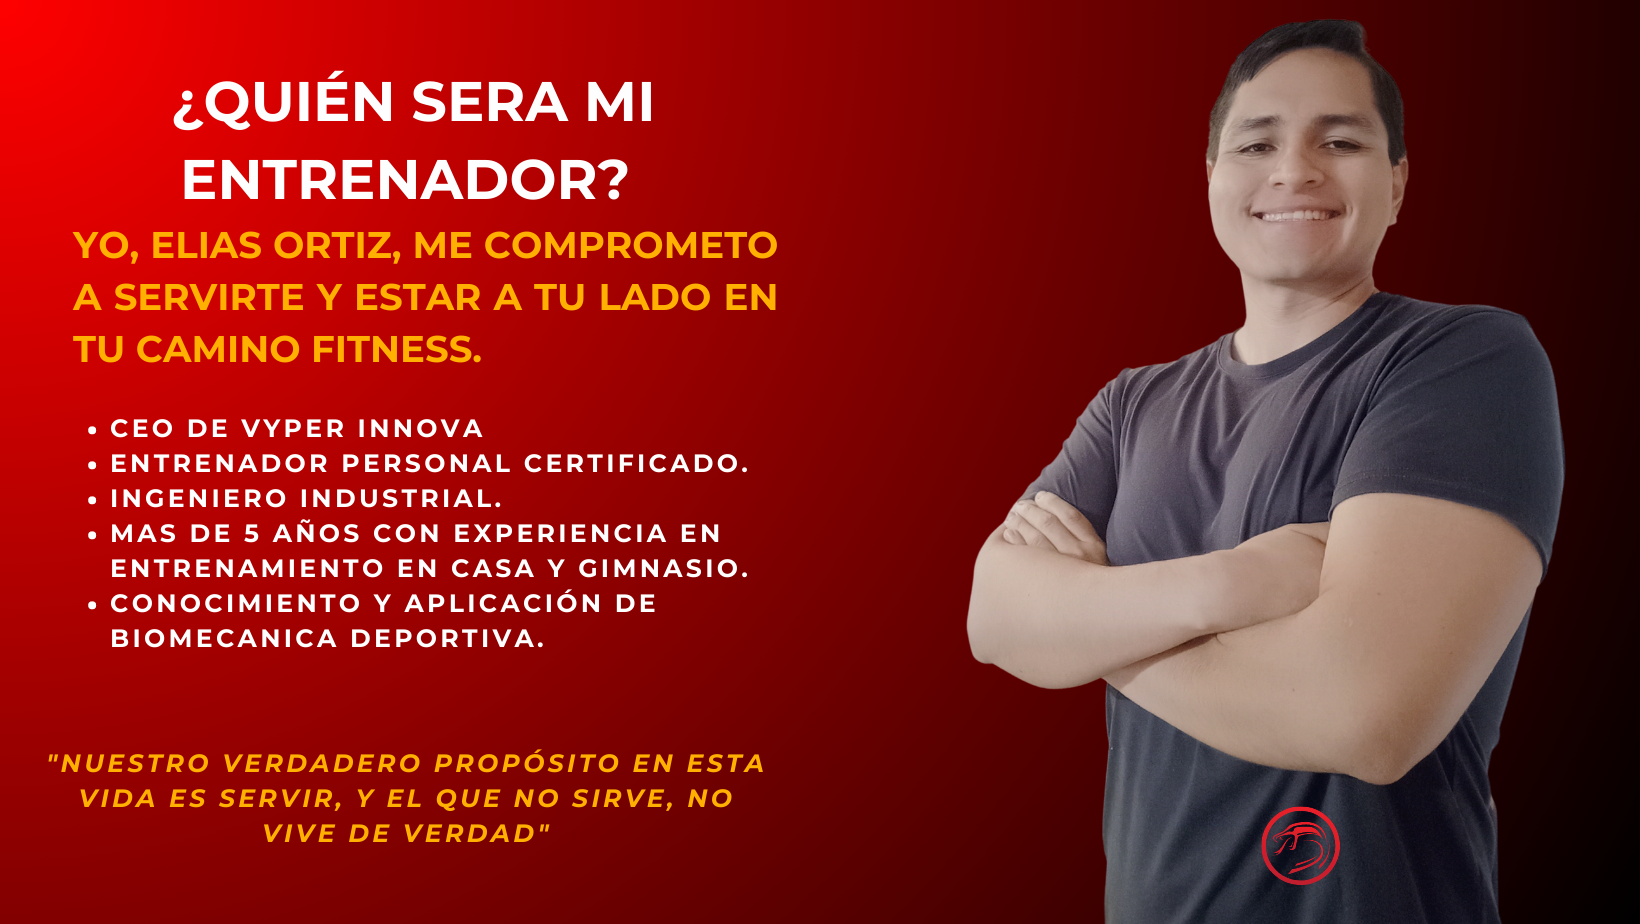 ¿QUIÉN SERA MI
ENTRENADOR?
YO, ELIAS ORTIZ, ME COMPROMETO
A SERVIRTE Y ESTAR A TU LADO EN
TU CAMINO FITNESS.
• CEO DE VYPER INNOVA
• ENTRENADOR PERSONAL CERTIFICADO.
• INGENIERO INDUSTRIAL.
• MAS DE 5 AÑOS CON EXPERIENCIA EN
ENTRENAMIENTO EN CASA Y GIMNASIO.
• CONOCIMIENTO Y APLICACIÓN DE
BIOMECANICA DEPORTIVA.
"NUESTRO VERDADERO PROPÓSITO EN ESTA
VIDA ES SERVIR, Y EL QUE NO SIRVE, NO
VIVE DE VERDAD"